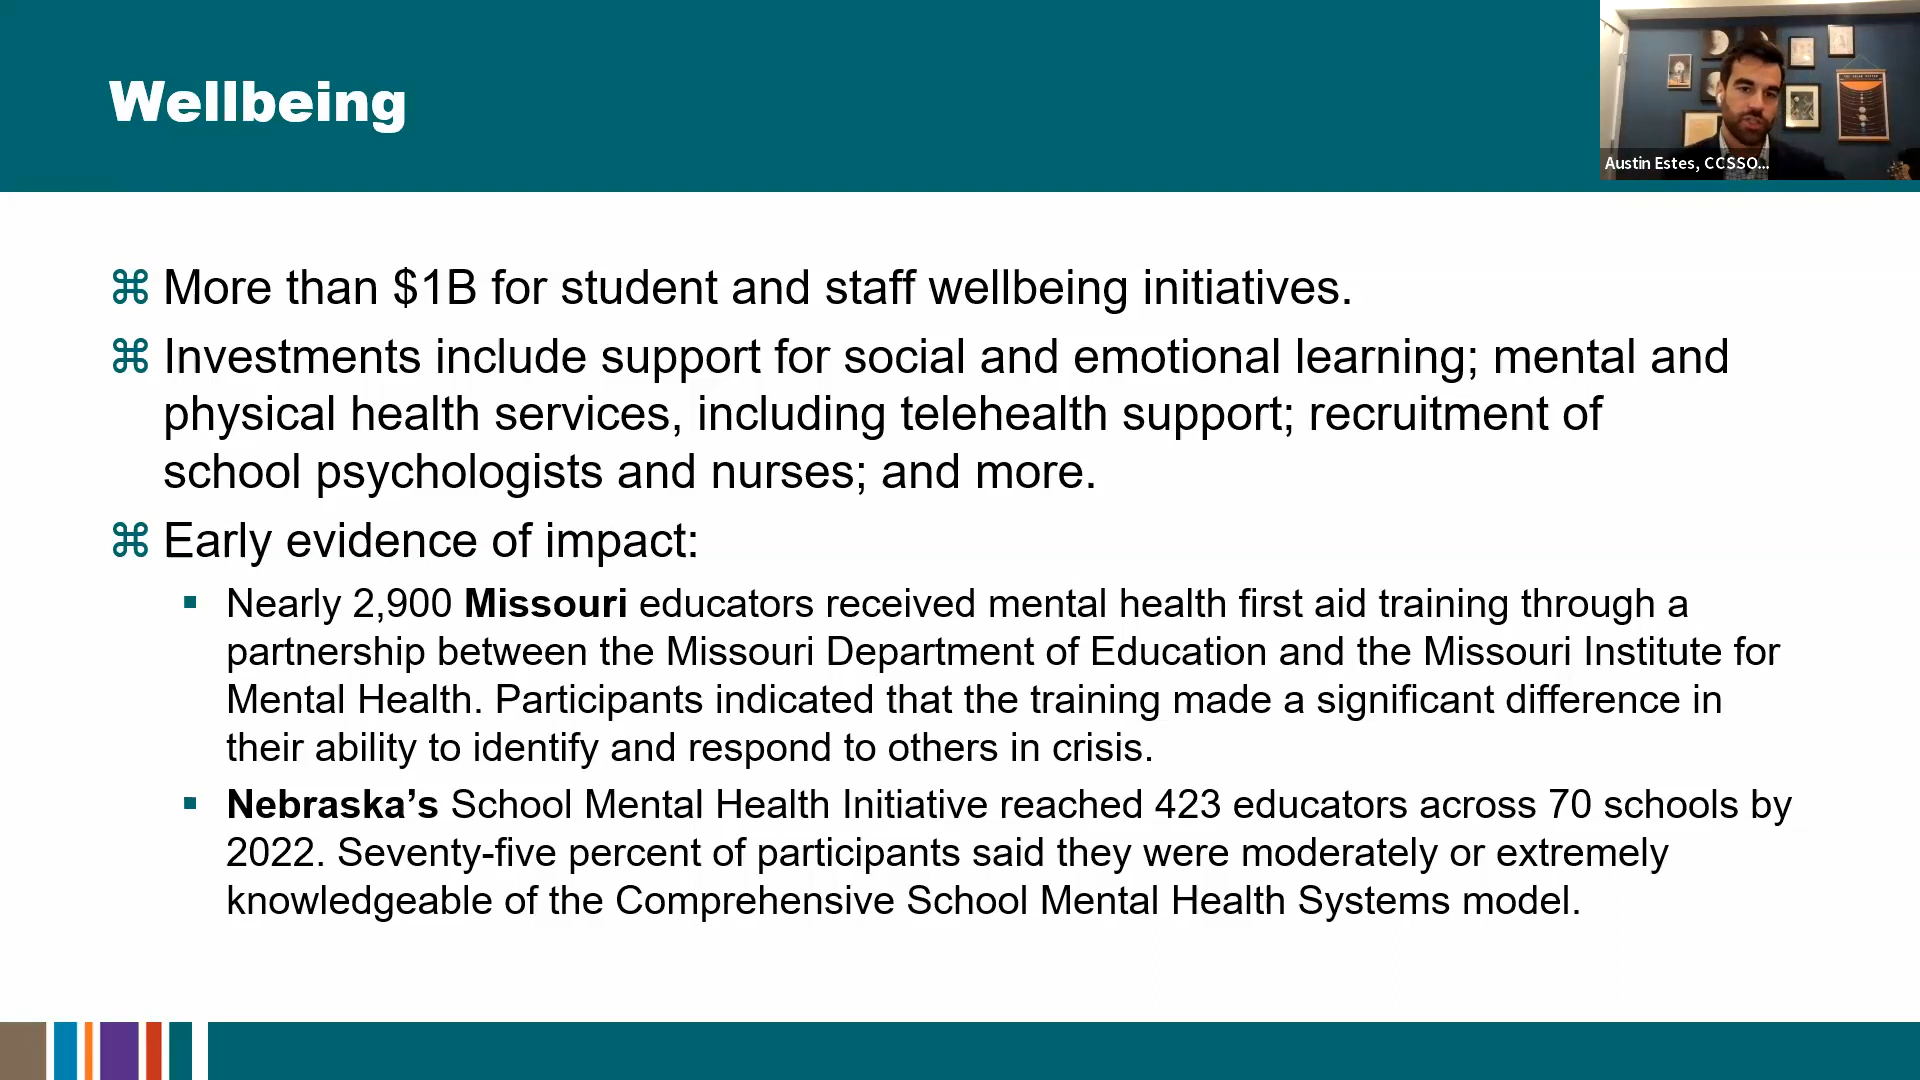 Wellbeing
Austin Estes, CCSSO...
⌘ More than $1B for student and staff wellbeing initiatives.
⌘ Investments include support for social and emotional learning; mental and
physical health services, including telehealth support; recruitment of
school psychologists and nurses; and more.
⌘ Early evidence of impact:
▪ Nearly 2,900 Missouri educators received mental health first aid training through a
partnership between the Missouri Department of Education and the Missouri Institute for
Mental Health. Participants indicated that the training made a significant difference in
their ability to identify and respond to others in crisis.
▪ Nebraska’s School Mental Health Initiative reached 423 educators across 70 schools by
2022. Seventy-five percent of participants said they were moderately or extremely
knowledgeable of the Comprehensive School Mental Health Systems model.